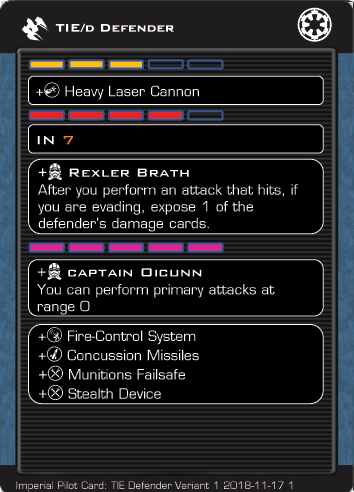 TIE/D DEFENDER
+ Heavy Laser Cannon
IN 7
+ REXLER BRATH
After you perform an attack that hits, if
you are evading, expose 1 of the
defender's damage cards.
+ CAPTAIN OICUNN
You can perform primary attacks at
range 0
+ Fire-Control System
+ Concussion Missiles
+ Munitions Failsafe
+ Stealth Device
Imperial Pilot Card: TIE Defender Variant 1 2018-11-17 1